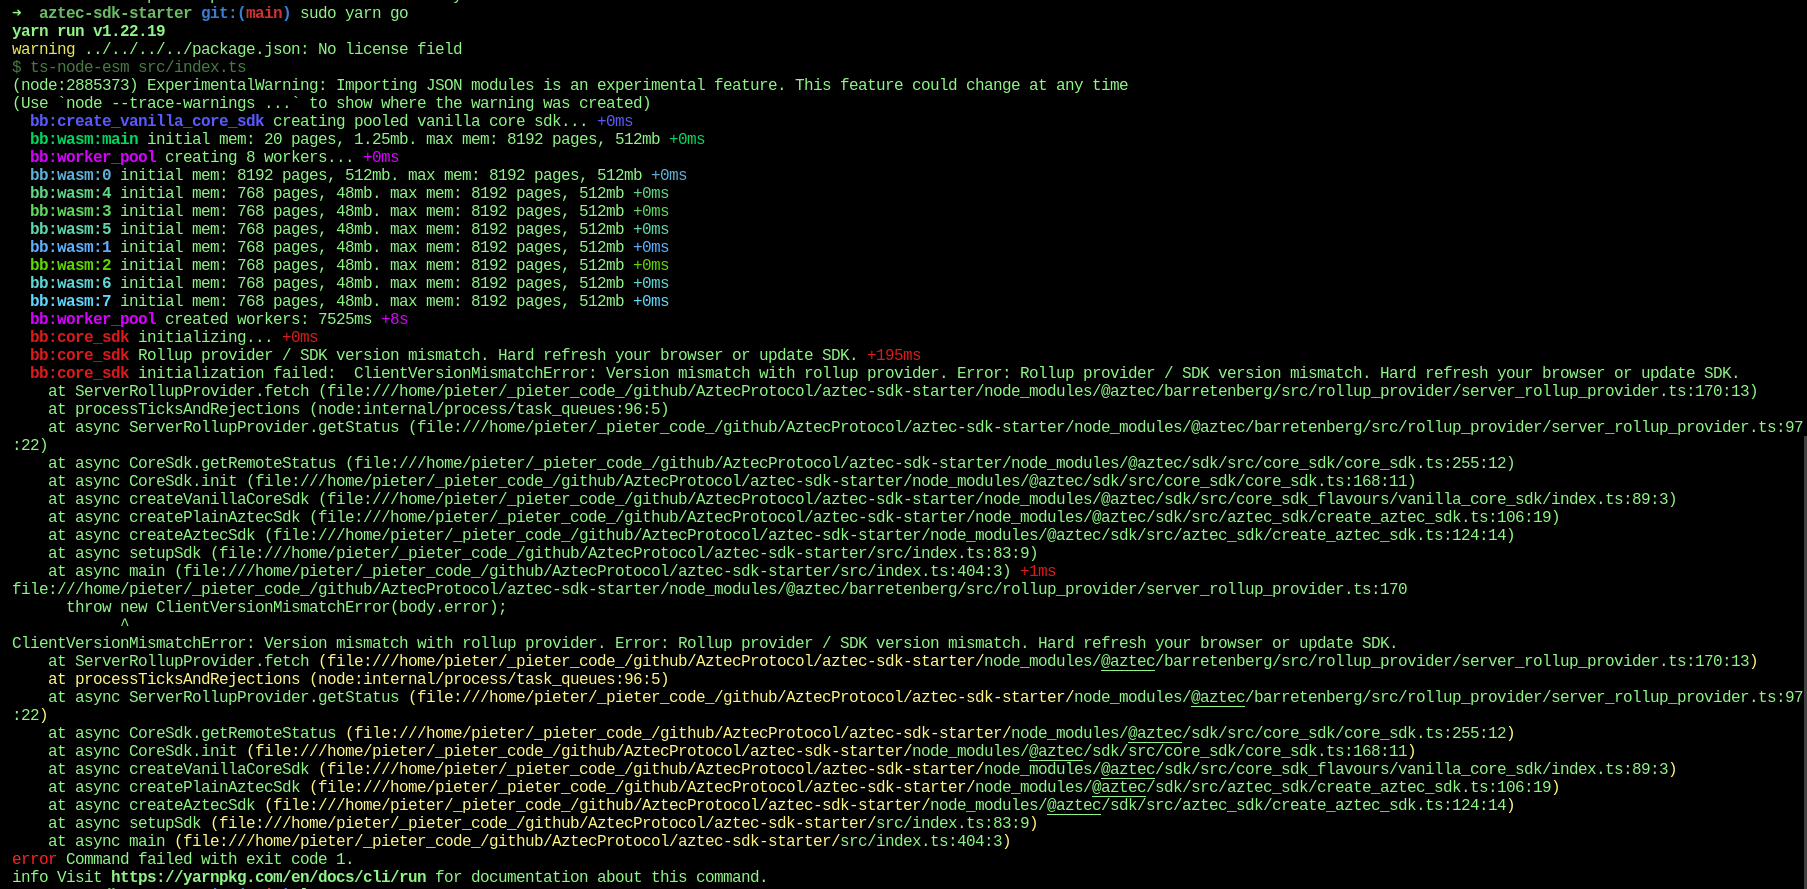 ➜  aztec-sdk-starter git:(main) sudo yarn go
yarn run v1.22.19
warning ../../../../package.json: No license field
$ ts-node-esm src/index.ts
(node:2885373) ExperimentalWarning: Importing JSON modules is an experimental feature. This feature could change at any time
(Use `node --trace-warnings ...` to show where the warning was created)
  bb:create_vanilla_core_sdk creating pooled vanilla core sdk... +0ms
  bb:wasm:main initial mem: 20 pages, 1.25mb. max mem: 8192 pages, 512mb +0ms
  bb:worker_pool creating 8 workers... +0ms
  bb:wasm:0 initial mem: 8192 pages, 512mb. max mem: 8192 pages, 512mb +0ms
  bb:wasm:4 initial mem: 768 pages, 48mb. max mem: 8192 pages, 512mb +0ms
  bb:wasm:3 initial mem: 768 pages, 48mb. max mem: 8192 pages, 512mb +0ms
  bb:wasm:5 initial mem: 768 pages, 48mb. max mem: 8192 pages, 512mb +0ms
  bb:wasm:1 initial mem: 768 pages, 48mb. max mem: 8192 pages, 512mb +0ms
  bb:wasm:2 initial mem: 768 pages, 48mb. max mem: 8192 pages, 512mb +0ms
  bb:wasm:6 initial mem: 768 pages, 48mb. max mem: 8192 pages, 512mb +0ms
  bb:wasm:7 initial mem: 768 pages, 48mb. max mem: 8192 pages, 512mb +0ms
  bb:worker_pool created workers: 7525ms +8s
  bb:core_sdk initializing... +0ms
  bb:core_sdk Rollup provider / SDK version mismatch. Hard refresh your browser or update SDK. +195ms
  bb:core_sdk initialization failed:  ClientVersionMismatchError: Version mismatch with rollup provider. Error: Rollup provider / SDK version mismatch. Hard refresh your browser or update SDK.
    at ServerRollupProvider.fetch (file:///home/pieter/_pieter_code_/github/AztecProtocol/aztec-sdk-starter/node_modules/@aztec/barretenberg/src/rollup_provider/server_rollup_provider.ts:170:13)
    at processTicksAndRejections (node:internal/process/task_queues:96:5)
    at async ServerRollupProvider.getStatus (file:///home/pieter/_pieter_code_/github/AztecProtocol/aztec-sdk-starter/node_modules/@aztec/barretenberg/src/rollup_provider/server_rollup_provider.ts:97
:22)
    at async CoreSdk.getRemoteStatus (file:///home/pieter/_pieter_code_/github/AztecProtocol/aztec-sdk-starter/node_modules/@aztec/sdk/src/core_sdk/core_sdk.ts:255:12)
    at async CoreSdk.init (file:///home/pieter/_pieter_code_/github/AztecProtocol/aztec-sdk-starter/node_modules/@aztec/sdk/src/core_sdk/core_sdk.ts:168:11)
    at async createVanillaCoreSdk (file:///home/pieter/_pieter_code_/github/AztecProtocol/aztec-sdk-starter/node_modules/@aztec/sdk/src/core_sdk_flavours/vanilla_core_sdk/index.ts:89:3)
    at async createPlainAztecSdk (file:///home/pieter/_pieter_code_/github/AztecProtocol/aztec-sdk-starter/node_modules/@aztec/sdk/src/aztec_sdk/create_aztec_sdk.ts:106:19)
    at async createAztecSdk (file:///home/pieter/_pieter_code_/github/AztecProtocol/aztec-sdk-starter/node_modules/@aztec/sdk/src/aztec_sdk/create_aztec_sdk.ts:124:14)
    at async setupSdk (file:///home/pieter/_pieter_code_/github/AztecProtocol/aztec-sdk-starter/src/index.ts:83:9)
    at async main (file:///home/pieter/_pieter_code_/github/AztecProtocol/aztec-sdk-starter/src/index.ts:404:3) +1ms
file:///home/pieter/_pieter_code_/github/AztecProtocol/aztec-sdk-starter/node_modules/@aztec/barretenberg/src/rollup_provider/server_rollup_provider.ts:170
      throw new ClientVersionMismatchError(body.error);
            ^
ClientVersionMismatchError: Version mismatch with rollup provider. Error: Rollup provider / SDK version mismatch. Hard refresh your browser or update SDK.
    at ServerRollupProvider.fetch (file:///home/pieter/_pieter_code_/github/AztecProtocol/aztec-sdk-starter/node_modules/@aztec/barretenberg/src/rollup_provider/server_rollup_provider.ts:170:13)
    at processTicksAndRejections (node:internal/process/task_queues:96:5)
    at async ServerRollupProvider.getStatus (file:///home/pieter/_pieter_code_/github/AztecProtocol/aztec-sdk-starter/node_modules/@aztec/barretenberg/src/rollup_provider/server_rollup_provider.ts:97
:22)
    at async CoreSdk.getRemoteStatus (file:///home/pieter/_pieter_code_/github/AztecProtocol/aztec-sdk-starter/node_modules/@aztec/sdk/src/core_sdk/core_sdk.ts:255:12)
    at async CoreSdk.init (file:///home/pieter/_pieter_code_/github/AztecProtocol/aztec-sdk-starter/node_modules/@aztec/sdk/src/core_sdk/core_sdk.ts:168:11)
    at async createVanillaCoreSdk (file:///home/pieter/_pieter_code_/github/AztecProtocol/aztec-sdk-starter/node_modules/@aztec/sdk/src/core_sdk_flavours/vanilla_core_sdk/index.ts:89:3)
    at async createPlainAztecSdk (file:///home/pieter/_pieter_code_/github/AztecProtocol/aztec-sdk-starter/node_modules/@aztec/sdk/src/aztec_sdk/create_aztec_sdk.ts:106:19)
    at async createAztecSdk (file:///home/pieter/_pieter_code_/github/AztecProtocol/aztec-sdk-starter/node_modules/@aztec/sdk/src/aztec_sdk/create_aztec_sdk.ts:124:14)
    at async setupSdk (file:///home/pieter/_pieter_code_/github/AztecProtocol/aztec-sdk-starter/src/index.ts:83:9)
    at async main (file:///home/pieter/_pieter_code_/github/AztecProtocol/aztec-sdk-starter/src/index.ts:404:3)
error Command failed with exit code 1.
info Visit https://yarnpkg.com/en/docs/cli/run for documentation about this command.